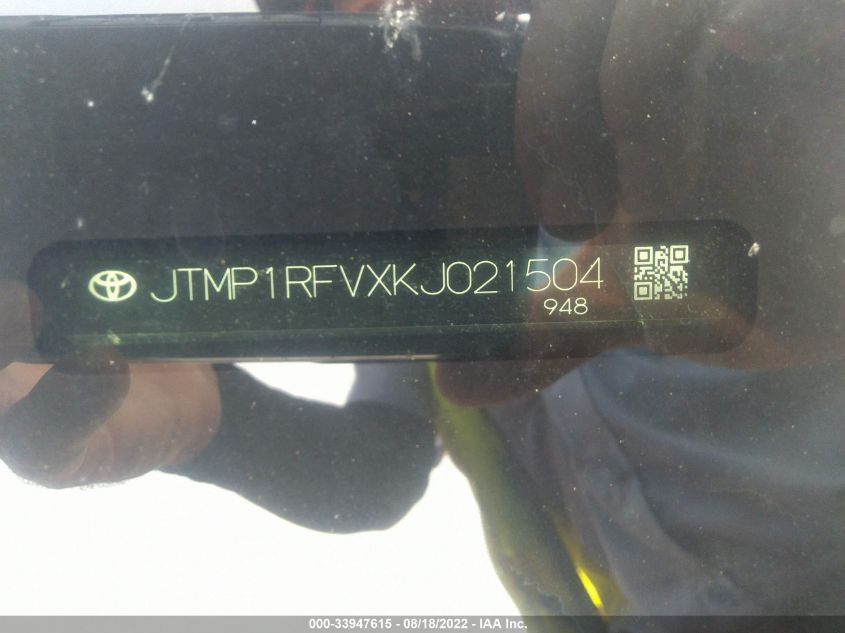 JTMP1RFVXKJ021504
948
000-33947615 - 08/18/2022 - IAA Inc.